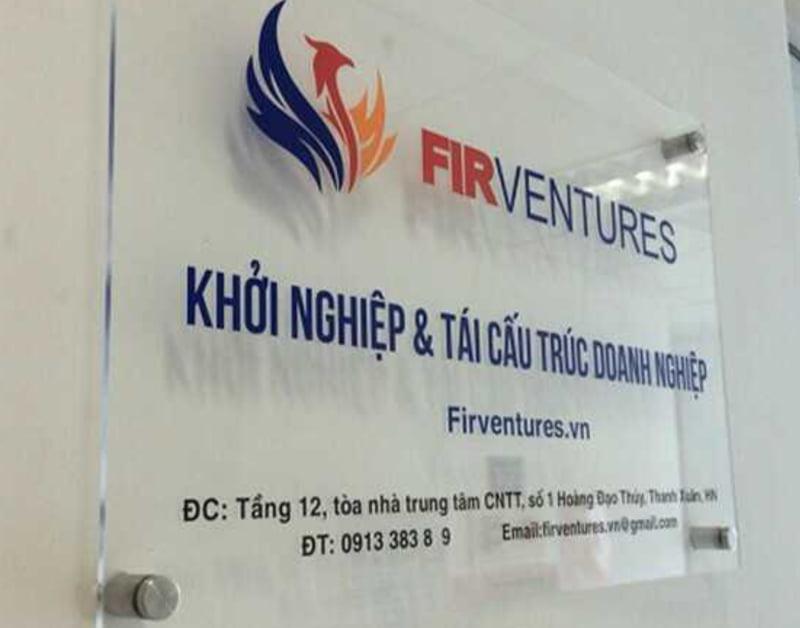 FIRVENTURES
KHỞI NGHIỆP & TÁI CẤU TRÚC DOANH NGHIỆP
Firventures.vn
ĐC: Tầng 12, tòa nhà trung tâm CNTT, số 1 Hoàng Đạo Thúy, Thanh Xuân, HN
ĐT: 0913 383 8 9
Email:firventures.vn@gmail.com